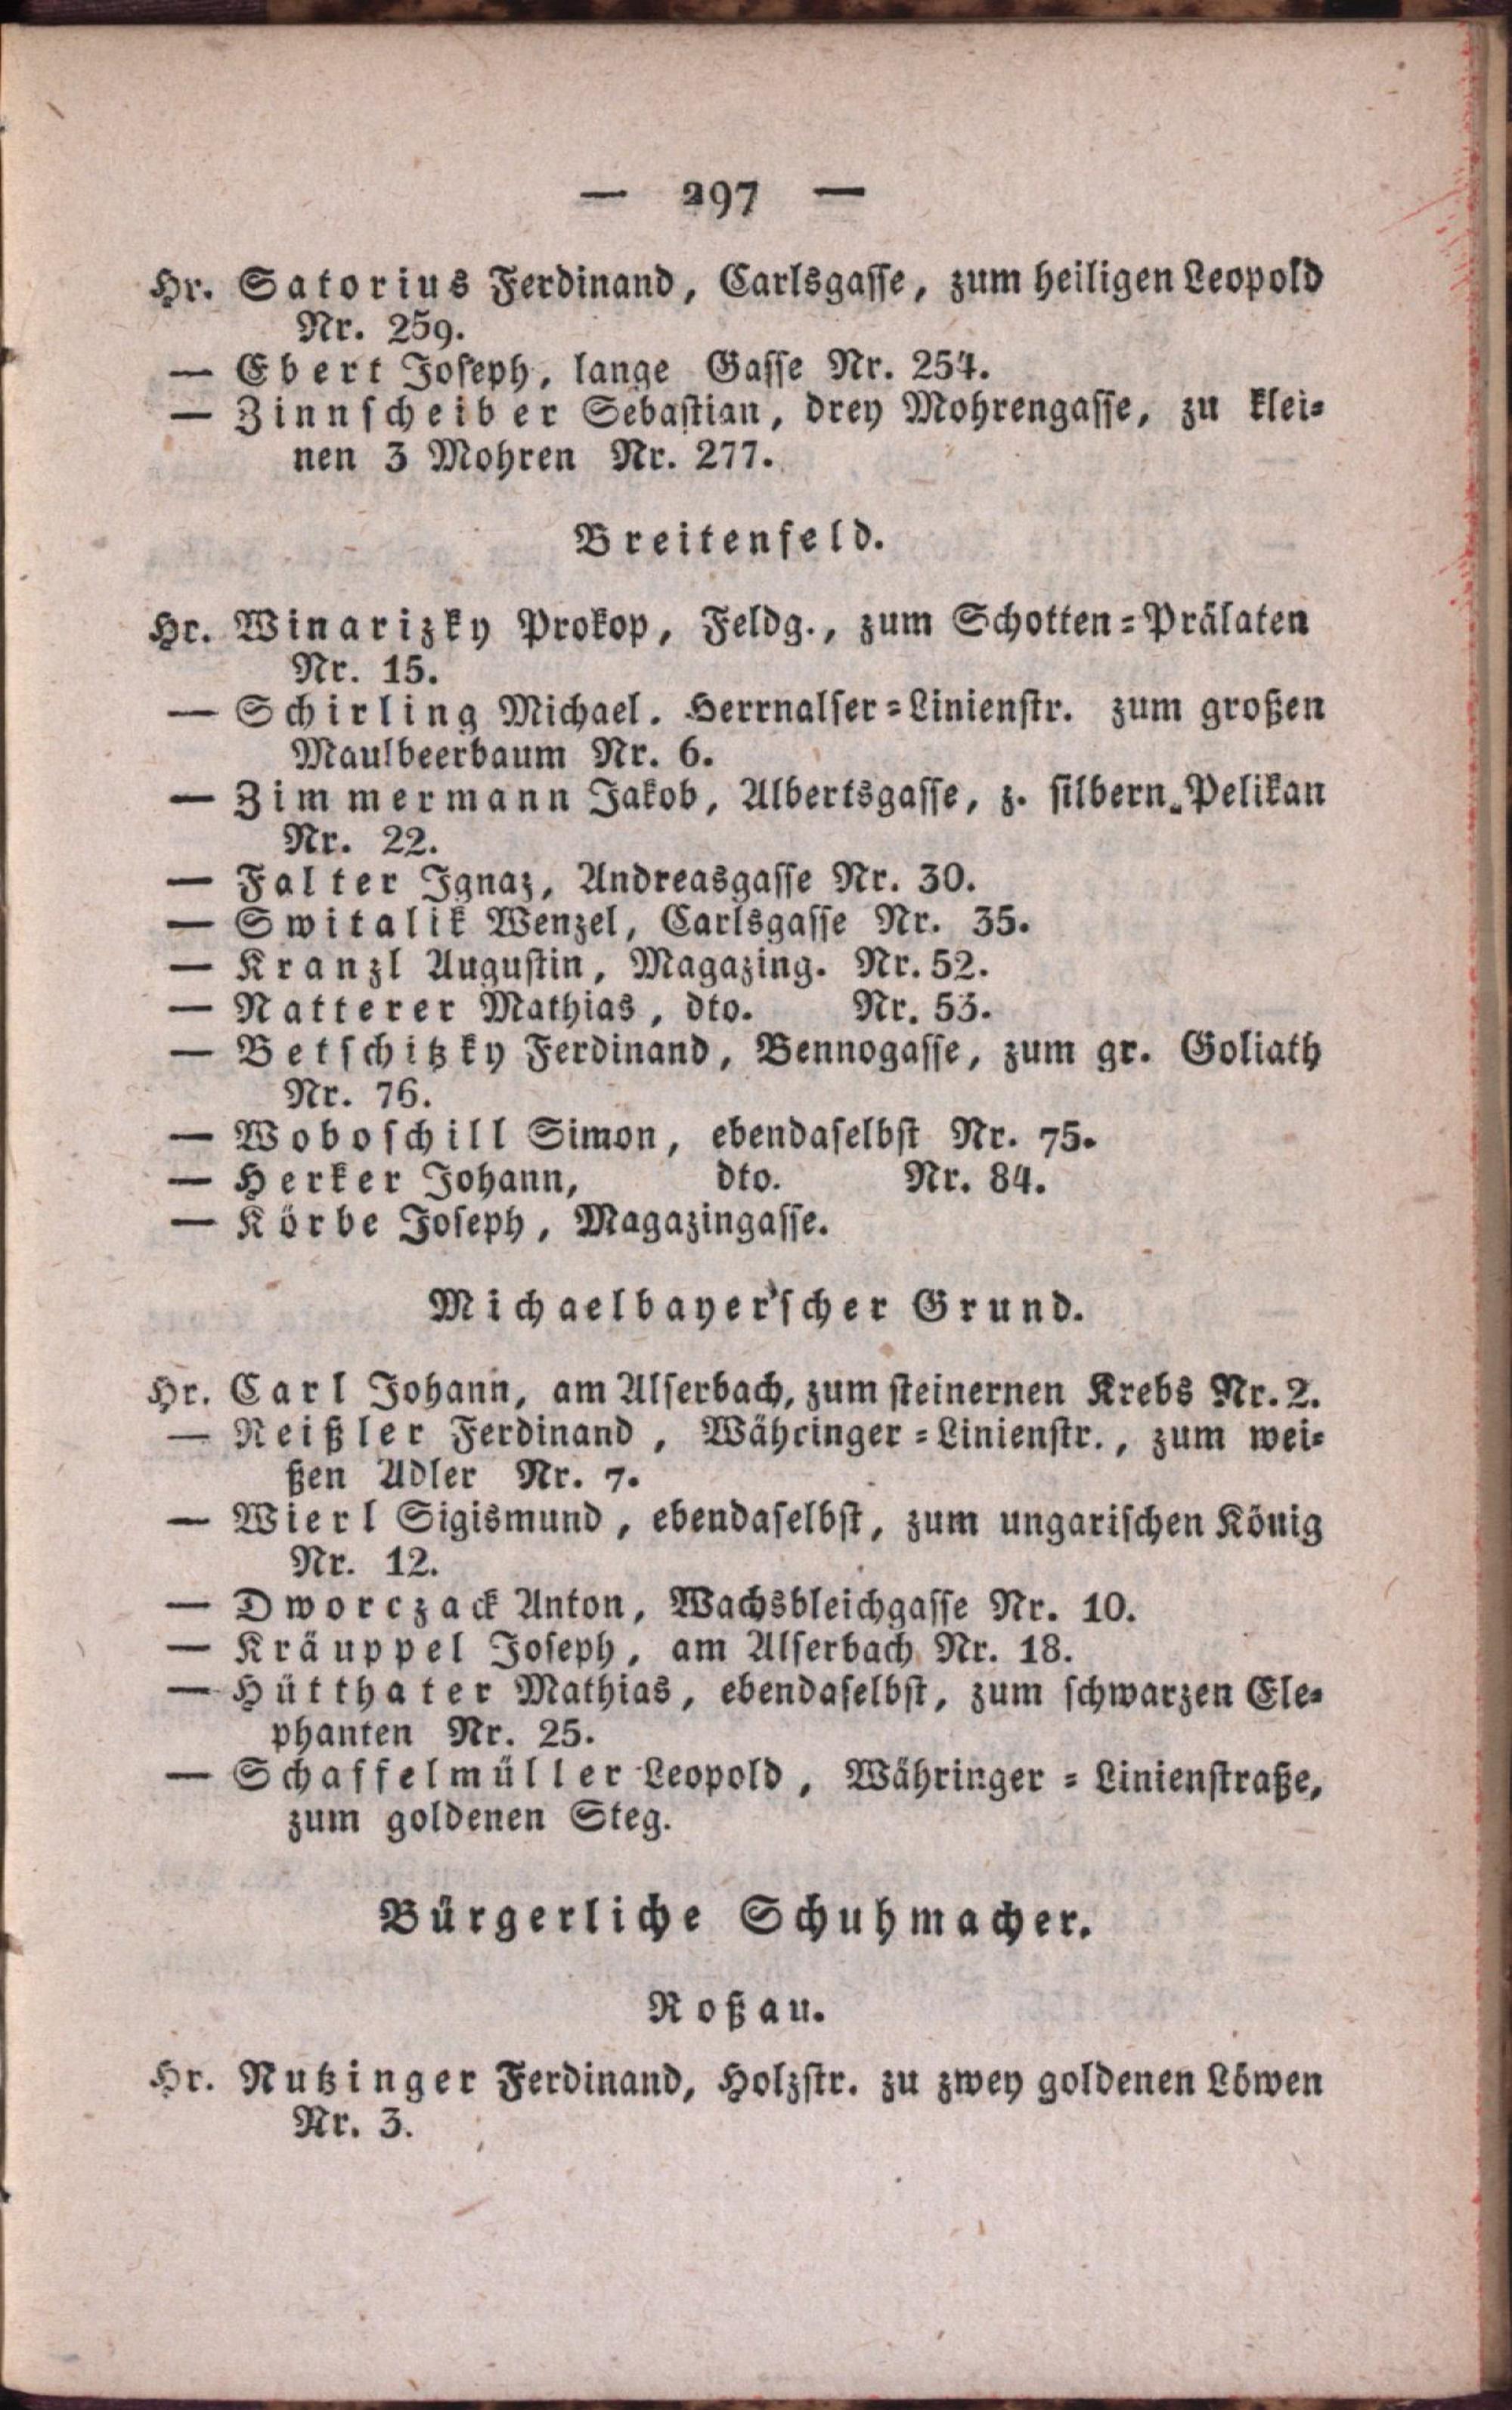 — 297 —
Hr. Satorius Ferdinand, Carlsgasse, zum heiligen Leopold
Nr. 259.
— Ebert Joseph, lange Gasse Nr. 254.
— Zinnscheiber Sebastian, drey Mohrengasse, zu klei=
nen 3 Mohren Nr. 277.
Breitenfeld.
Hr. Winarizky Prokop, Feldg., zum Schotten=Prälaten
Nr. 15.
— Schirling Michael. Herrnalser=Linienstr. zum großen
Maulbeerbaum Nr. 6.
— Zimmermann Jakob, Albertsgasse, z. silbern. Pelikan
Nr. 22.
— Falter Ignaz, Andreasgasse Nr. 30.
— Switalik Wenzel, Carlsgasse Nr. 35.
— Kranzl Augustin, Magazing. Nr. 52.
— Natterer Mathias, dto. Nr. 53.
— Betschitzky Ferdinand, Bennogasse, zum gr. Goliath
Nr. 76.
— Woboschill Simon, ebendaselbst Nr. 75.
— Herker Johann, dto. Nr. 84.
— Körbe Joseph, Magazingasse.
Michaelbayer'scher Grund.
Hr. Carl Johann, am Alserbach, zum steinernen Krebs Nr. 2.
— Reißler Ferdinand, Währinger=Linienstr., zum wei=
ßen Adler Nr. 7.
— Wierl Sigismund, ebendaselbst, zum ungarischen König
Nr. 12.
— Dworczack Anton, Wachsbleichgasse Nr. 10.
— Kräuppel Joseph, am Alserbach Nr. 18.
— Hütthater Mathias, ebendaselbst, zum schwarzen Ele=
phanten Nr. 25.
— Schaffelmüller Leopold, Währinger=Linienstraße,
zum goldenen Steg.
Bürgerliche Schuhmacher.
Roßau.
Hr. Nutzinger Ferdinand, Holzstr. zu zwey goldenen Löwen
Nr. 3.